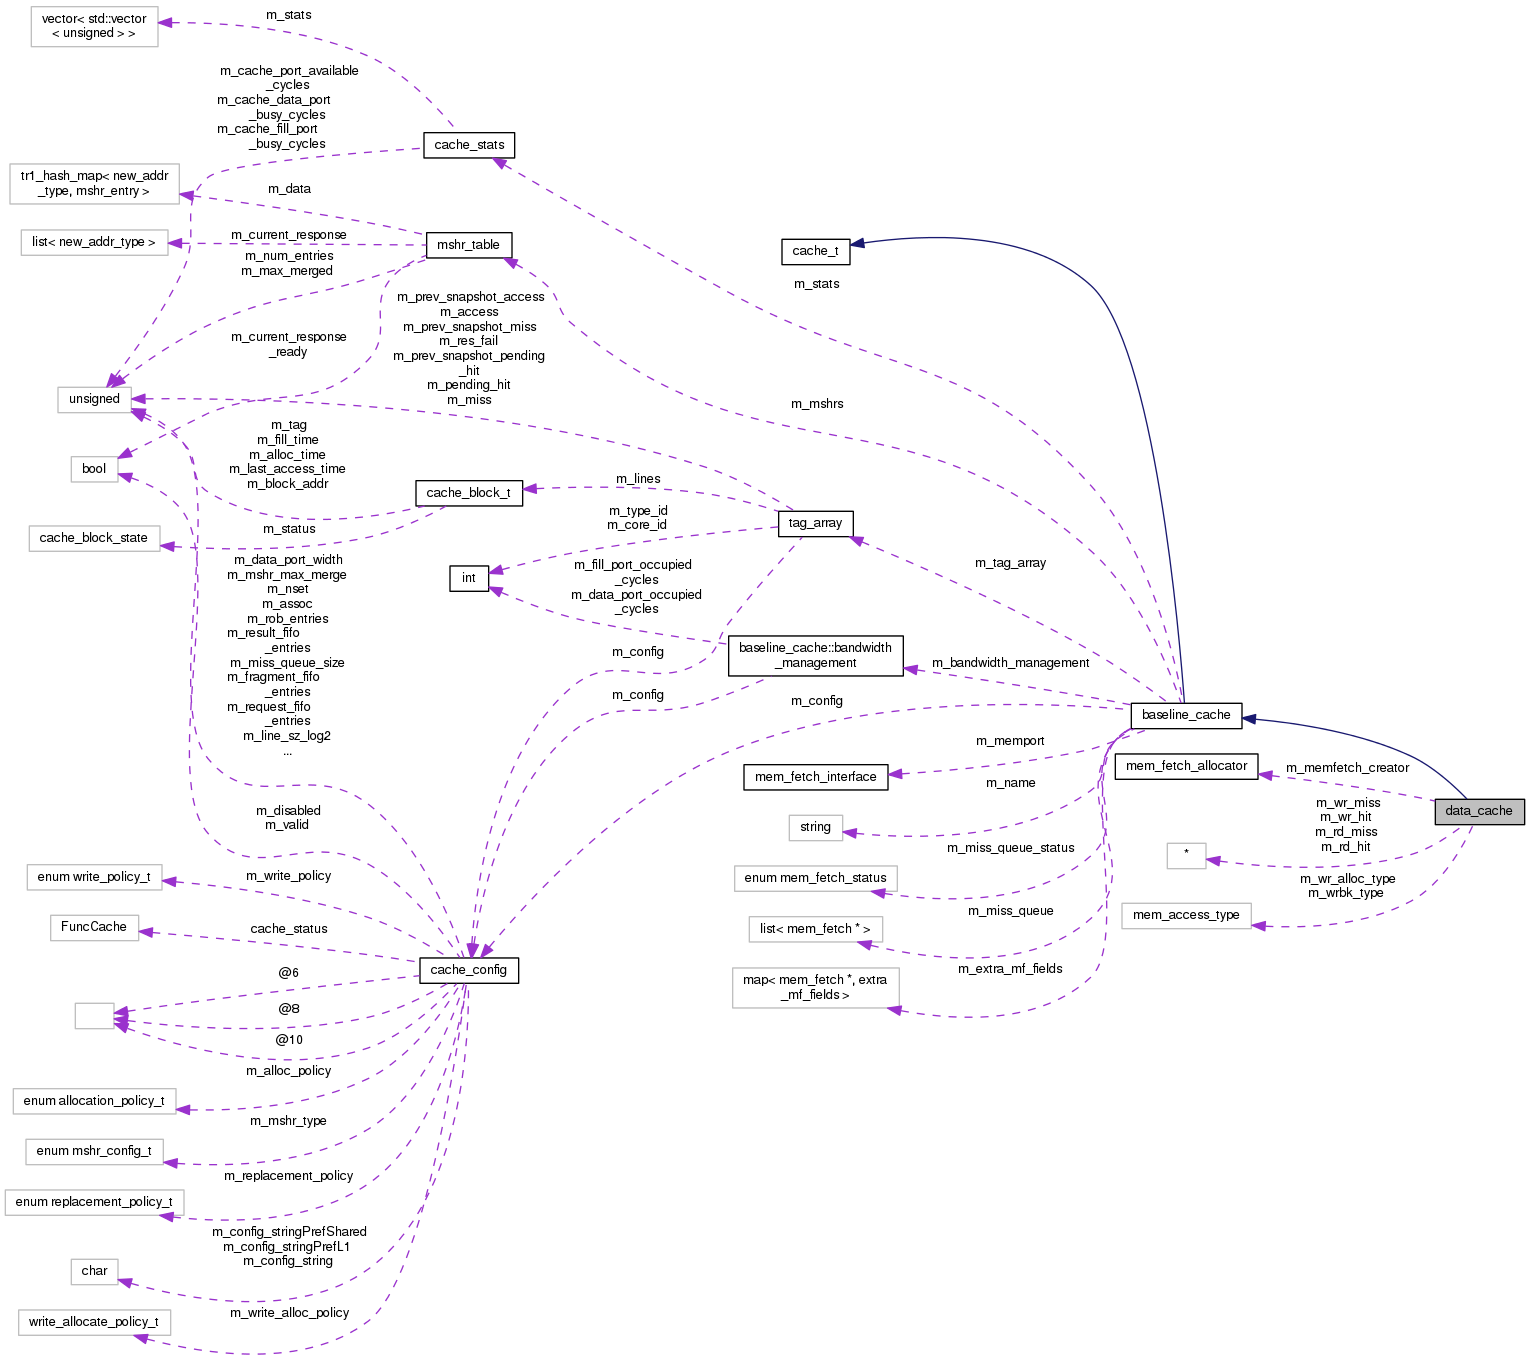 vector< std::vector
< unsigned > >
m_stats
m_cache_port_available
_cycles
m_cache_data_port
_busy_cycles
m_cache_fill_port
_busy_cycles
cache_stats
tr1_hash_map< new_addr
_type, mshr_entry >
m_data
list< new_addr_type >
m_current_response
mshr_table
m_num_entries
m_max_merged
cache_t
m_stats
m_prev_snapshot_access
m_access
m_prev_snapshot_miss
m_res_fail
m_prev_snapshot_pending
_hit
m_pending_hit
m_miss
m_current_response
_ready
unsigned
m_mshrs
m_tag
m_fill_time
m_alloc_time
m_last_access_time
m_block_addr
bool
cache_block_t
m_lines
m_type_id
m_core_id
tag_array
cache_block_state
m_status
int
m_fill_port_occupied
_cycles
m_data_port_occupied
_cycles
m_tag_array
m_data_port_width
m_mshr_max_merge
m_nset
m_assoc
m_rob_entries
m_result_fifo
_entries
m_miss_queue_size
m_fragment_fifo
_entries
m_request_fifo
_entries
m_line_sz_log2
...
m_config
baseline_cache::bandwidth
_management
m_bandwidth_management
m_config
m_config
baseline_cache
m_memport
mem_fetch_interface
mem_fetch_allocator
m_memfetch_creator
m_name
string
data_cache
m_wr_miss
m_wr_hit
m_rd_miss
m_rd_hit
*
m_disabled
m_valid
m_miss_queue_status
enum mem_fetch_status
enum write_policy_t
m_write_policy
m_wr_alloc_type
m_wrbk_type
mem_access_type
m_miss_queue
list< mem_fetch * >
FuncCache
cache_status
cache_config
m_extra_mf_fields
map< mem_fetch *, extra
_mf_fields >
@6
@8
@10
m_alloc_policy
enum allocation_policy_t
m_mshr_type
enum mshr_config_t
m_replacement_policy
enum replacement_policy_t
m_config_stringPrefShared
m_config_stringPrefL1
m_config_string
char
m_write_alloc_policy
write_allocate_policy_t